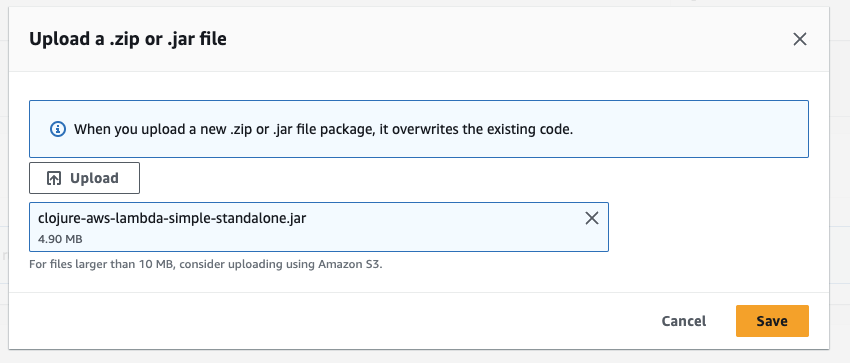 Upload a .zip or .jar file
When you upload a new .zip or .jar file package, it overwrites the existing code.
Upload
clojure-aws-lambda-simple-standalone.jar
4.90 MB
For files larger than 10 MB, consider uploading using Amazon S3.
Cancel Save